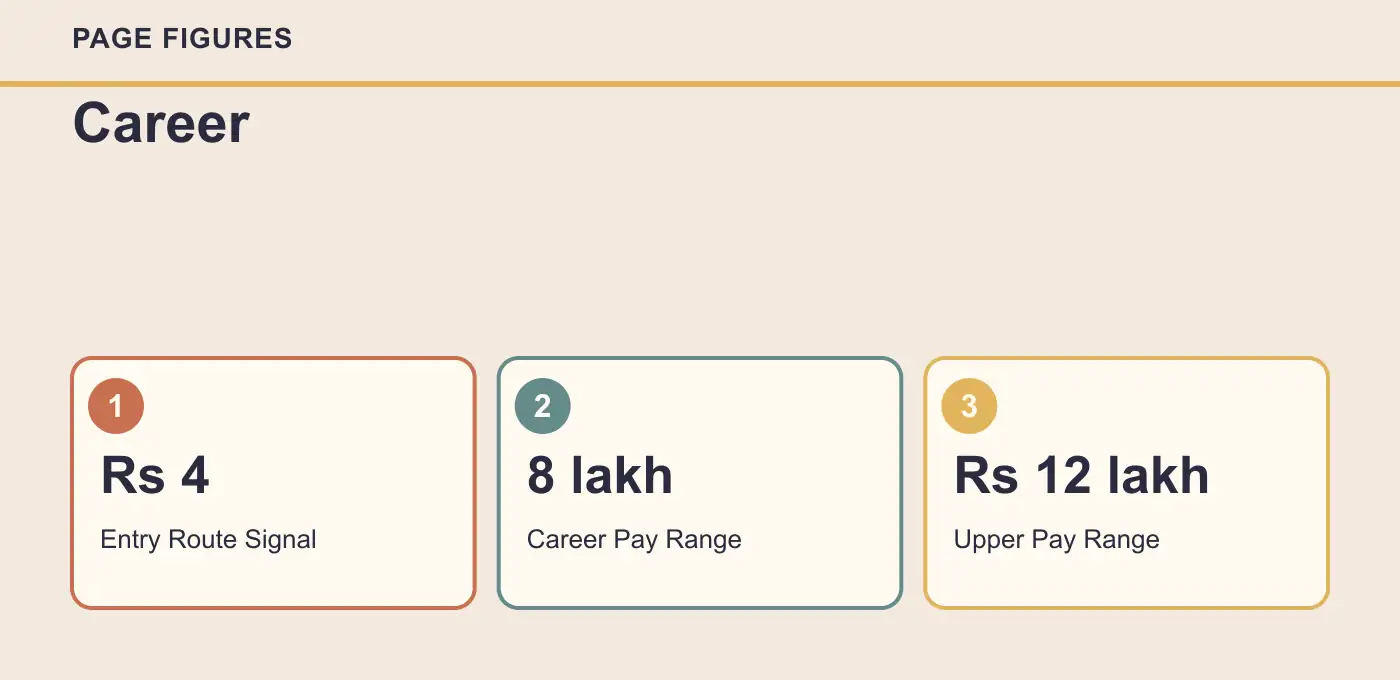 PAGE FIGURES
Career
1
Rs 4
Entry Route Signal
2
8 lakh
Career Pay Range
3
Rs 12 lakh
Upper Pay Range